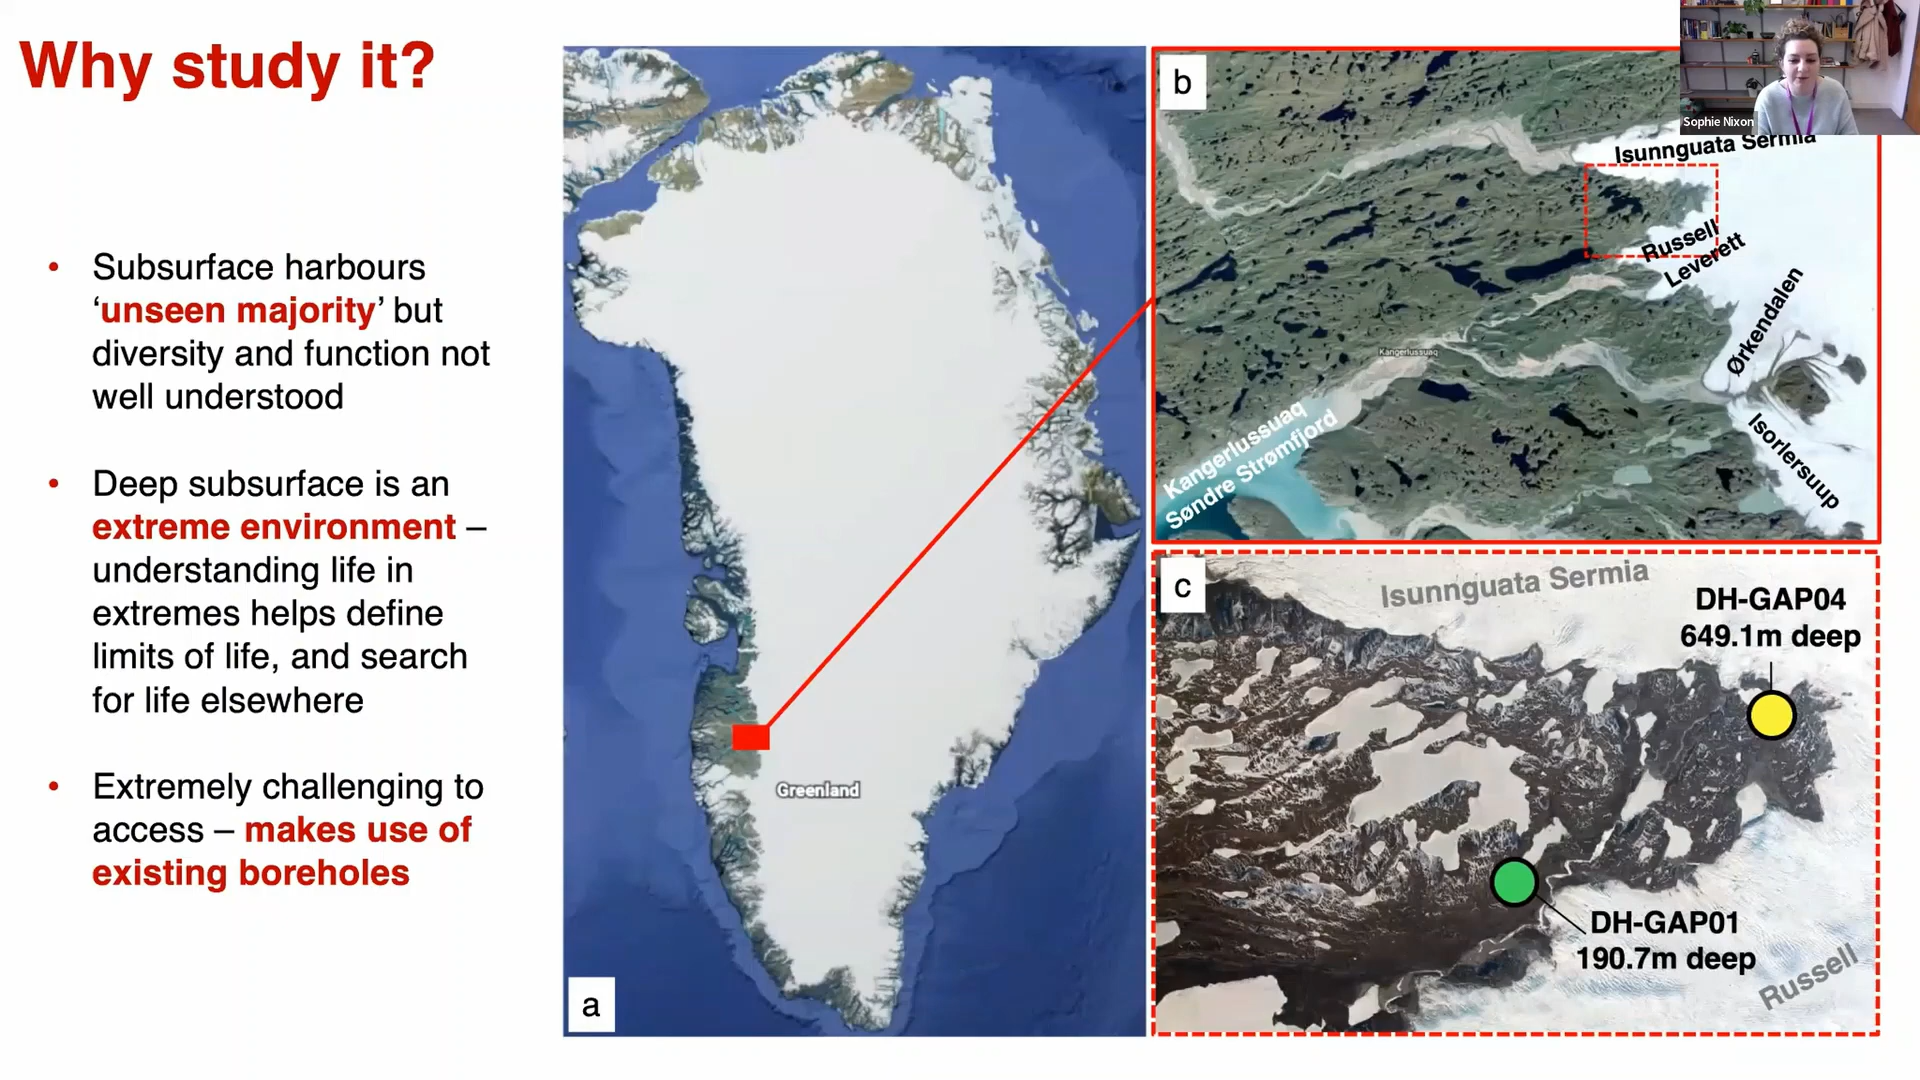 Why study it?
• Subsurface harbours
‘unseen majority’ but
diversity and function not
well understood
• Deep subsurface is an
extreme environment –
understanding life in
extremes helps define
limits of life, and search
for life elsewhere
• Extremely challenging to
access – makes use of
existing boreholes
Greenland
a
b
Sophie Nixon
Isunnguata Sermia
Russell
Leverett
Ørkendalen
Kangerlussuaq
Kangerlussuaq
Søndre Strømfjord
Isorlersuup
c
Isunnguata Sermia
DH-GAP04
649.1m deep
DH-GAP01
190.7m deep
Russell